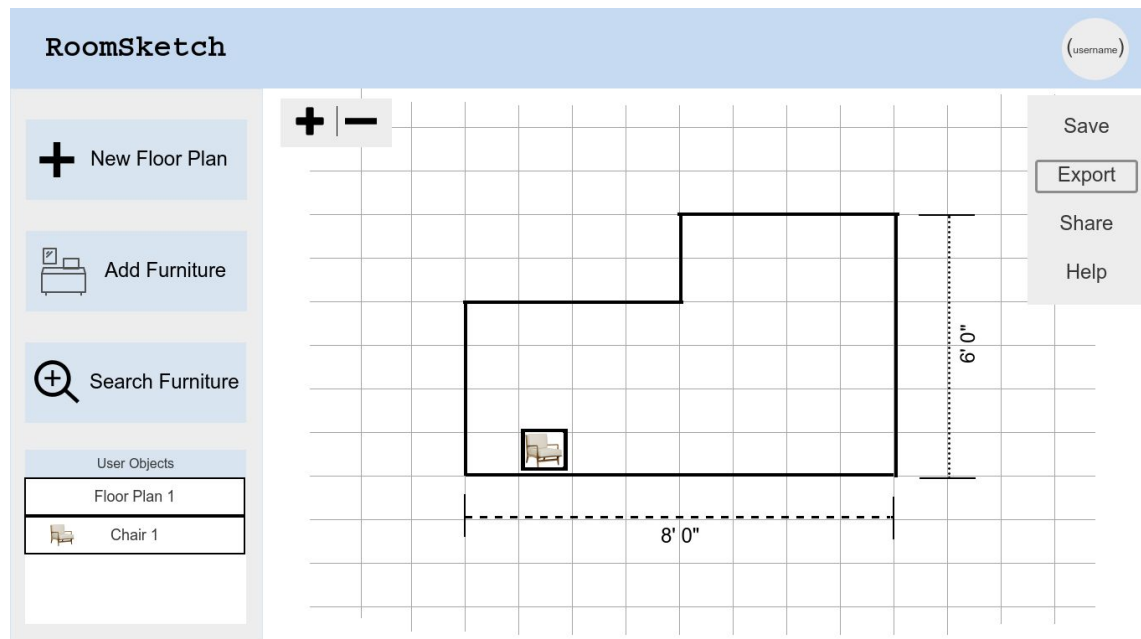 RoomSketch
(username)
New Floor Plan
Add Furniture
Search Furniture
User Objects
Floor Plan 1
Chair 1
Save
Export
Share
Help
6' 0"
8' 0"